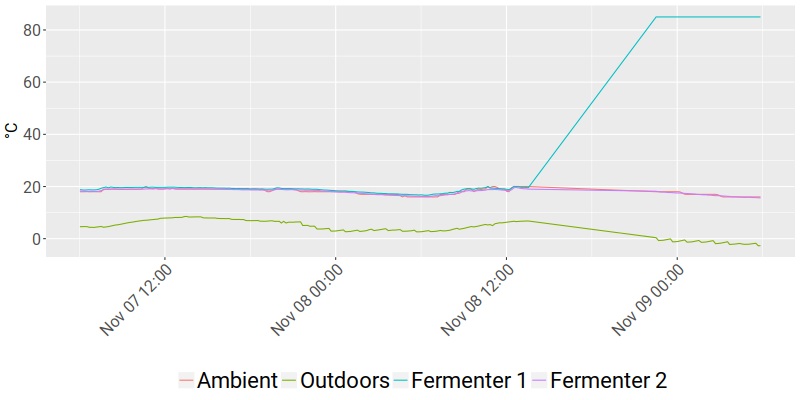 80
60
40
20
0
°C
Nov 07 12:00
Nov 08 00:00
Nov 08 12:00
Nov 09 00:00
Ambient Outdoors Fermenter 1 Fermenter 2